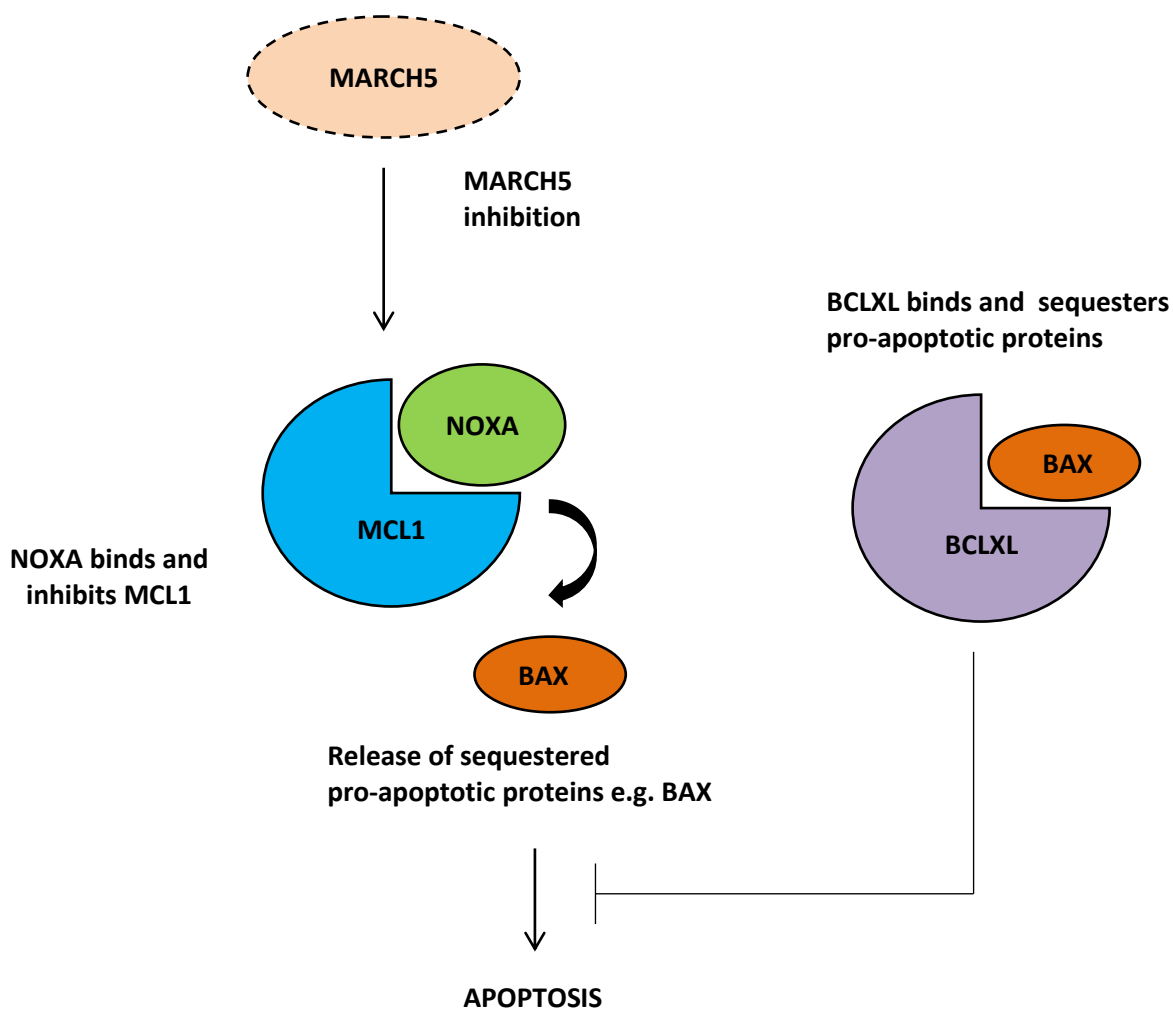 MARCH5
MARCH5
inhibition
BCLXL binds and  sequesters
pro-apoptotic proteins
NOXA
BAX
MCL1
BCLXL
NOXA binds and
inhibits MCL1
BAX
Release of sequestered
pro-apoptotic proteins e.g. BAX
APOPTOSIS